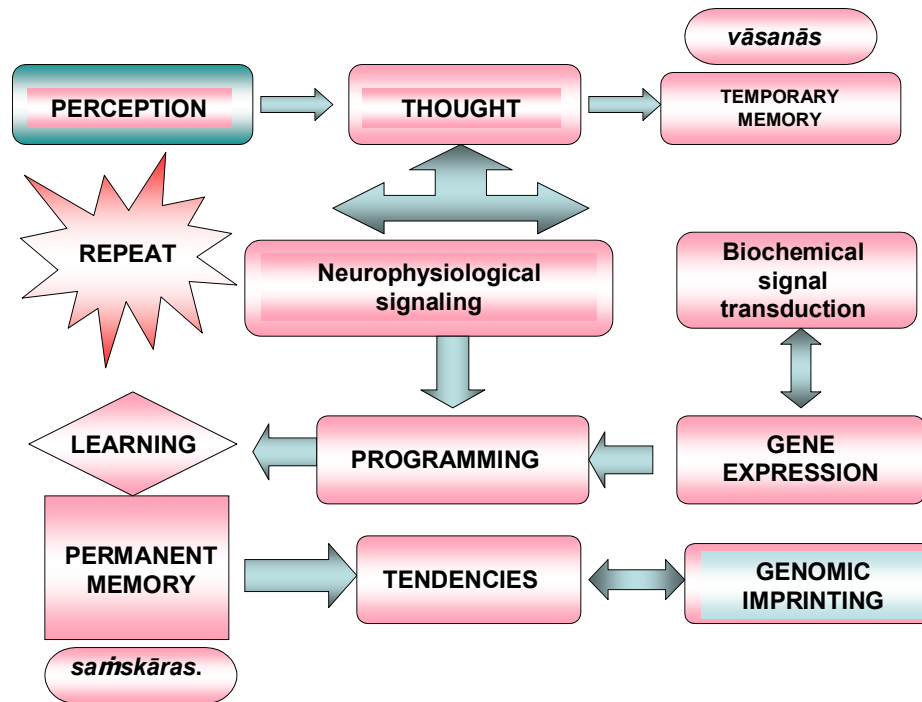 vāsanās
PERCEPTION
THOUGHT
TEMPORARY
MEMORY
REPEAT
Neurophysiological
signaling
Biochemical
signal
transduction
LEARNING
PROGRAMMING
GENE
EXPRESSION
PERMANENT
MEMORY
TENDENCIES
GENOMIC
IMPRINTING
saṁskāras.